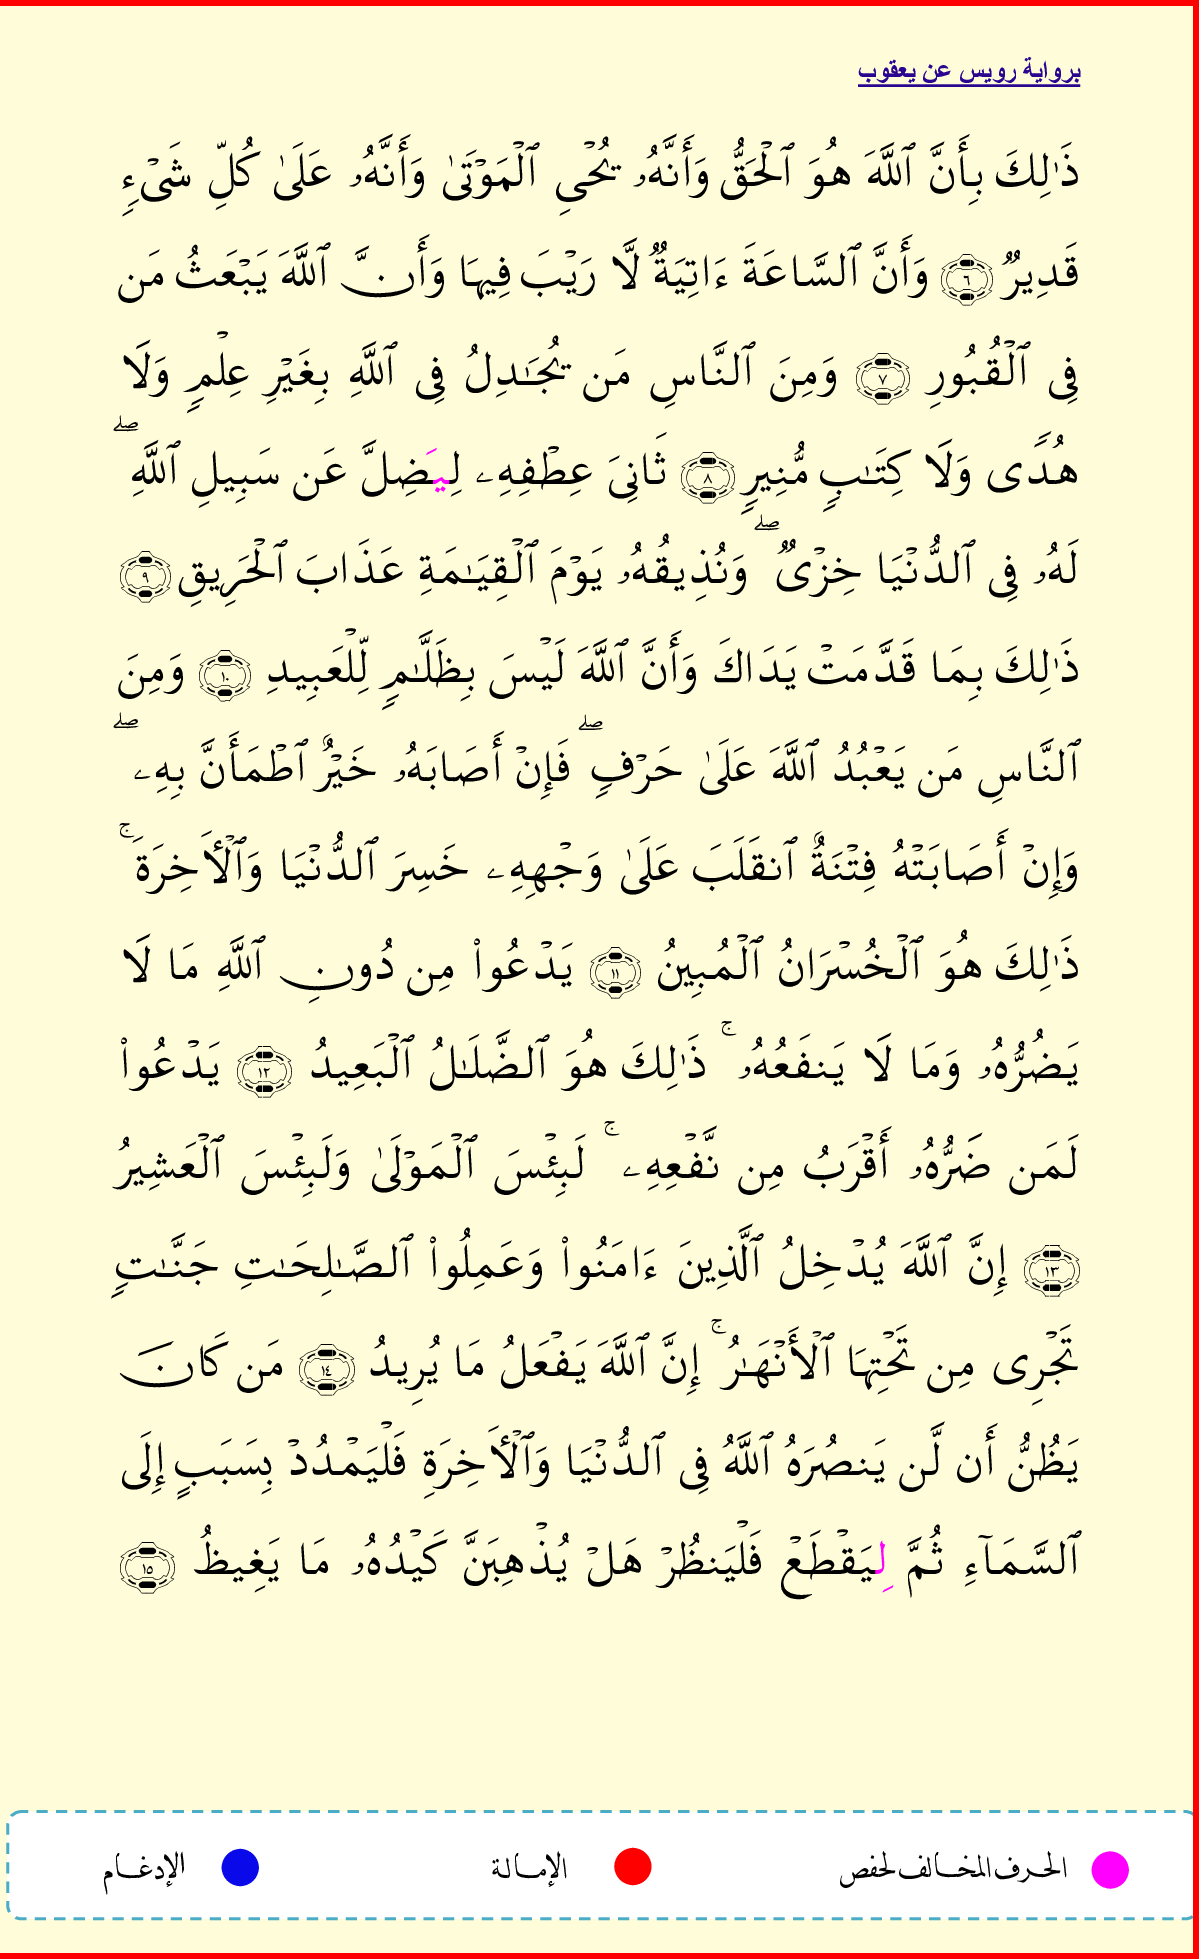 برواية رويس عن يعقوب
ذَٰلِكَ بِأَنَّ ٱللَّهَ هُوَ ٱلْحَقُّ وَأَنَّهُۥ يُحْىِ ٱلْمَوْتَىٰ وَأَنَّهُۥ عَلَىٰ كُلِّ شَىْءٍ
قَدِيرٌ ٦ وَأَنَّ ٱلسَّاعَةَ ءَاتِيَةٌ لَّا رَيْبَ فِيهَا وَأَنَّ ٱللَّهَ يَبْعَثُ مَن
فِى ٱلْقُبُورِ ٧ وَمِنَ ٱلنَّاسِ مَن يُجَـٰدِلُ فِى ٱللَّهِ بِغَيْرِ عِلْمٍ وَلَا
هُدًى وَلَا كِتَـٰبٍ مُّنِيرٍ ٨ ثَانِىَ عِطْفِهِۦ لِيَضِلَّ عَن سَبِيلِ ٱللَّهِ ۖ
لَهُۥ فِى ٱلدُّنْيَا خِزْىٌ ۖ وَنُذِيقُهُۥ يَوْمَ ٱلْقِيَـٰمَةِ عَذَابَ ٱلْحَرِيقِ ٩
ذَٰلِكَ بِمَا قَدَّمَتْ يَدَاكَ وَأَنَّ ٱللَّهَ لَيْسَ بِظَلَّـٰمٍ لِّلْعَبِيدِ ١٠ وَمِنَ
ٱلنَّاسِ مَن يَعْبُدُ ٱللَّهَ عَلَىٰ حَرْفٍ ۖ فَإِنْ أَصَابَهُۥ خَيْرٌ ٱطْمَأَنَّ بِهِۦ ۖ
وَإِنْ أَصَابَتْهُ فِتْنَةٌ ٱنقَلَبَ عَلَىٰ وَجْهِهِۦ خَسِرَ ٱلدُّنْيَا وَٱلْأَخِرَةَ ۚ
ذَٰلِكَ هُوَ ٱلْخُسْرَانُ ٱلْمُبِينُ ١١ يَدْعُوا۟ مِن دُونِ ٱللَّهِ مَا لَا
يَضُرُّهُۥ وَمَا لَا يَنفَعُهُۥ ۚ ذَٰلِكَ هُوَ ٱلضَّلَـٰلُ ٱلْبَعِيدُ ١٢ يَدْعُوا۟
لَمَن ضَرُّهُۥ أَقْرَبُ مِن نَّفْعِهِۦ ۚ لَبِئْسَ ٱلْمَوْلَىٰ وَلَبِئْسَ ٱلْعَشِيرُ
١٣ إِنَّ ٱللَّهَ يُدْخِلُ ٱلَّذِينَ ءَامَنُوا۟ وَعَمِلُوا۟ ٱلصَّـٰلِحَـٰتِ جَنَّـٰتٍ
تَجْرِى مِن تَحْتِهَا ٱلْأَنْهَـٰرُ ۚ إِنَّ ٱللَّهَ يَفْعَلُ مَا يُرِيدُ ١٤ مَن كَانَ
يَظُنُّ أَن لَّن يَنصُرَهُ ٱللَّهُ فِى ٱلدُّنْيَا وَٱلْأَخِرَةِ فَلْيَمْدُدْ بِسَبَبٍ إِلَى
ٱلسَّمَآءِ ثُمَّ لِيَقْطَعْ فَلْيَنظُرْ هَلْ يُذْهِبَنَّ كَيْدُهُۥ مَا يَغِيظُ ١٥
الحرف المخالف لحفص الإمالة الإدغام